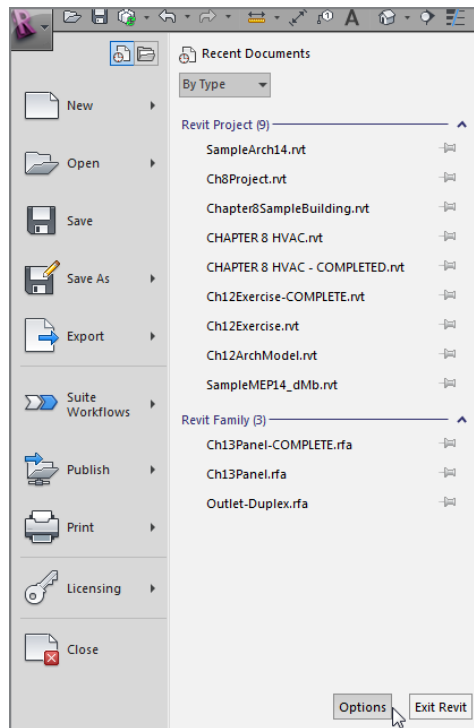 Recent Documents
By Type
New
Open
Save
Save As
Export
Suite
Workflows
Publish
Print
Licensing
Close
Revit Project (9)
SampleArch14.rvt
Ch8Project.rvt
Chapter8SampleBuilding.rvt
CHAPTER 8 HVAC.rvt
CHAPTER 8 HVAC - COMPLETED.rvt
Ch12Exercise-COMPLETE.rvt
Ch12Exercise.rvt
Ch12ArchModel.rvt
SampleMEP14_dMb.rvt
Revit Family (3)
Ch13Panel-COMPLETE.rfa
Ch13Panel.rfa
Outlet-Duplex.rfa
Options
Exit Revit